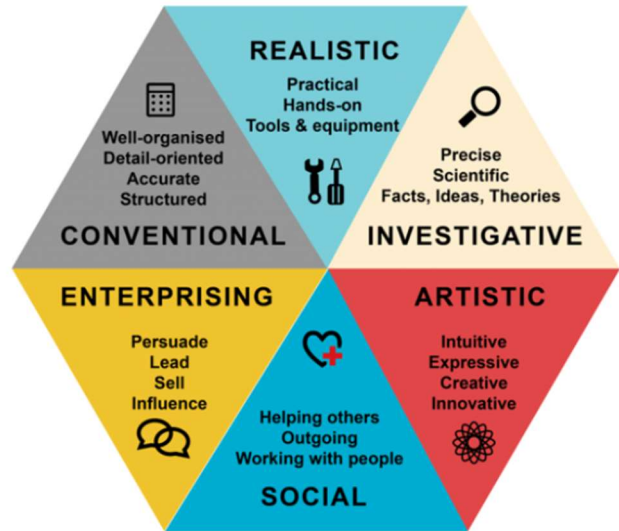 REALISTIC
Practical
Hands-on
Tools & equipment
Well-organised
Detail-oriented
Accurate
Structured
CONVENTIONAL
Precise
Scientific
Facts, Ideas, Theories
INVESTIGATIVE
ENTERPRISING
Persuade
Lead
Sell
Influence
Helping others
Outgoing
Working with people
SOCIAL
ARTISTIC
Intuitive
Expressive
Creative
Innovative